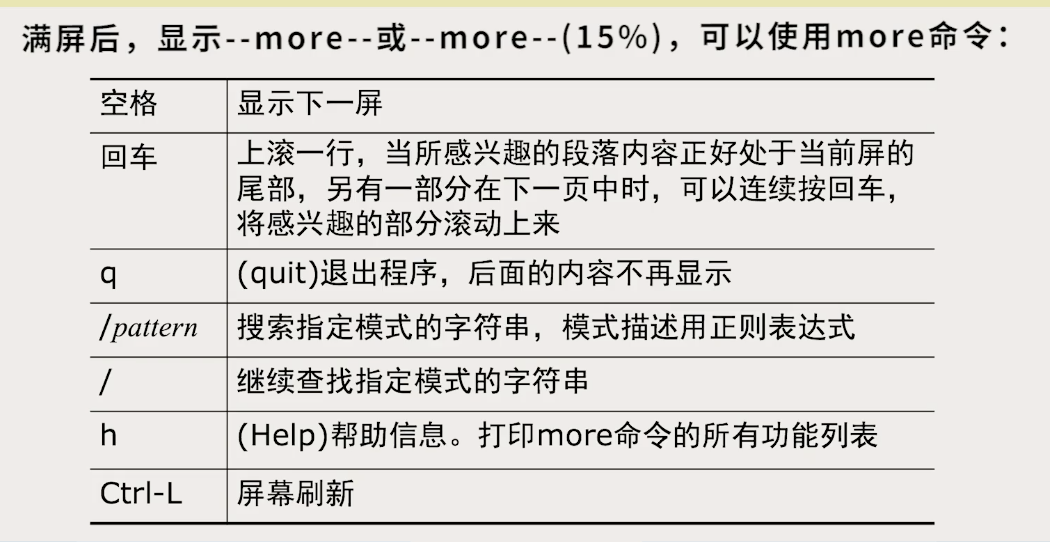 满屏后，显示--more--或--more--(15%)，可以使用more命令：
空格 显示下一屏
回车 上滚一行，当所感兴趣的段落内容正好处于当前屏的
尾部，另有一部分在下一页中时，可以连续按回车，
将感兴趣的部分滚动上来
q (quit)退出程序，后面的内容不再显示
/pattern 搜索指定模式的字符串，模式描述用正则表达式
/ 继续查找指定模式的字符串
h (Help)帮助信息。打印more命令的所有功能列表
Ctrl-L 屏幕刷新